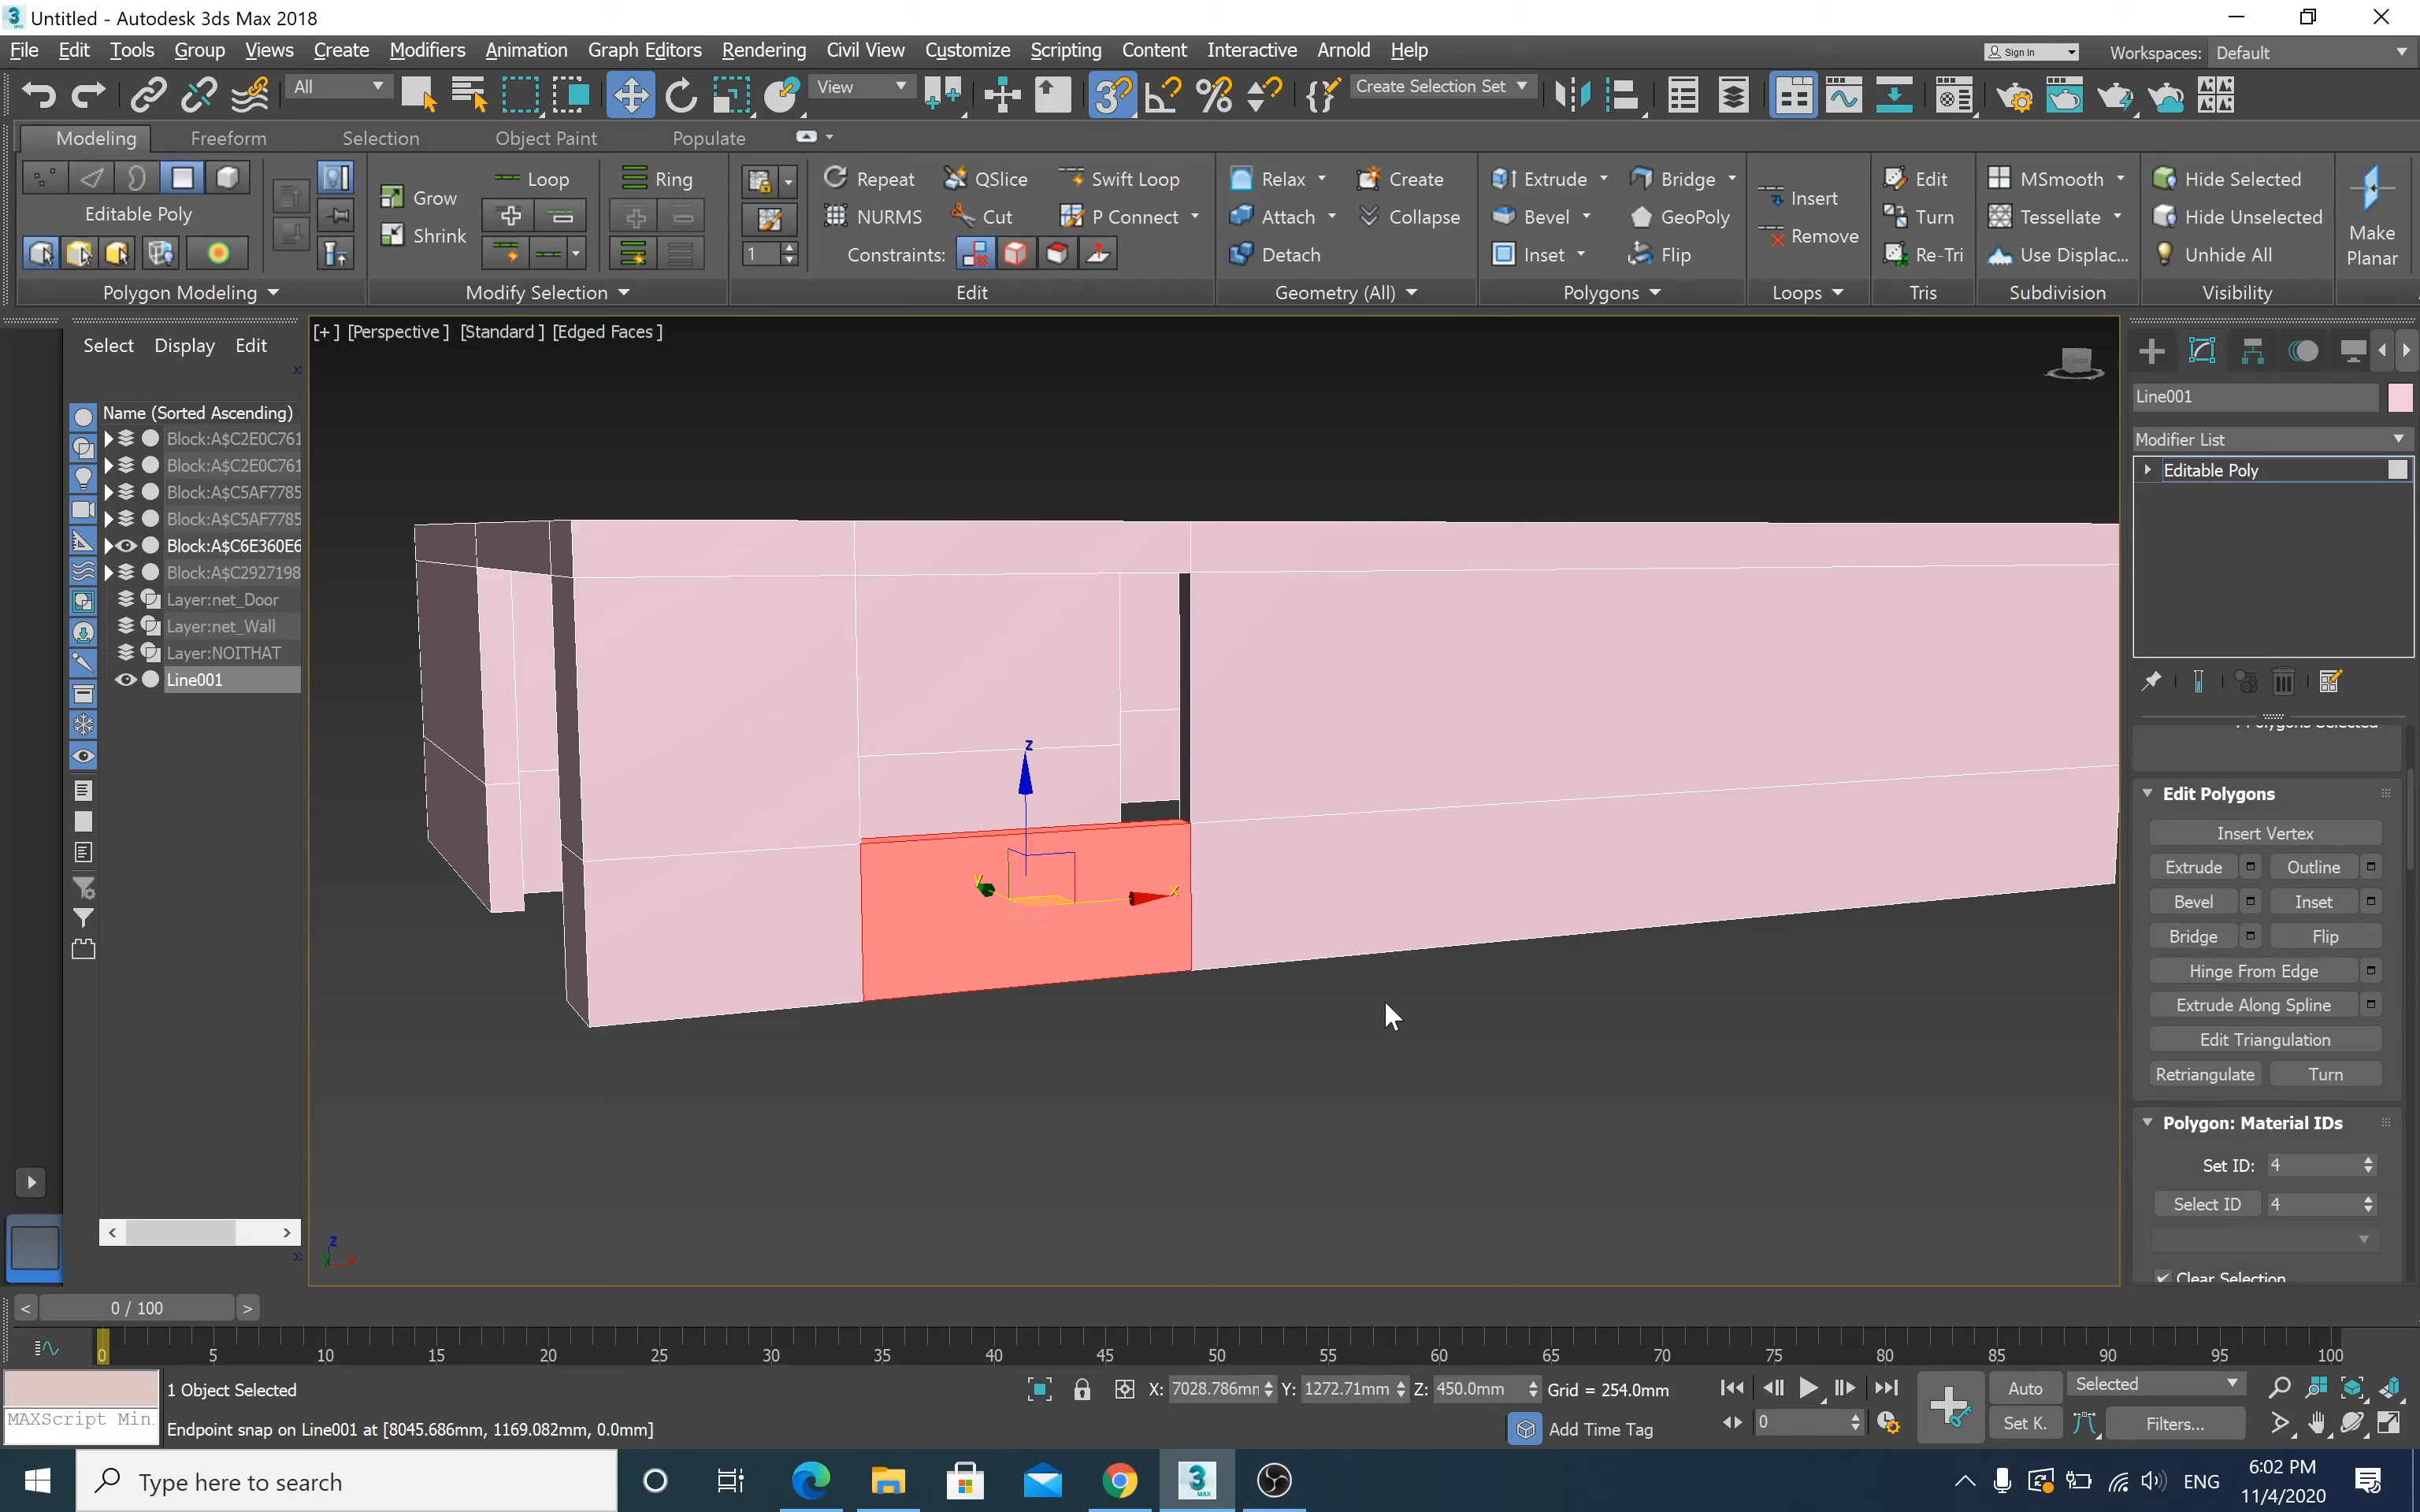 Untitled - Autodesk 3ds Max 2018
File Edit Tools Group Views Create Modifiers Animation Graph Editors Rendering Civil View Customize Scripting Content Interactive Arnold Help
Sign In
Workspaces: Default
All
View
Create Selection Set
Modeling Freeform Selection Object Paint Populate
Editable Poly
Polygon Modeling
Grow
Shrink
Loop
Ring
Modify Selection
1
Repeat QSlice Swift Loop
NURMS Cut P Connect
Constraints:
Edit
Relax Create
Attach Collapse
Detach
Geometry (All)
Extrude Bridge
Bevel GeoPoly
Inset Flip
Polygons
Insert
Remove
Loops
Edit
Turn
Re-Tri
Tris
MSmooth
Tessellate
Use Displac...
Subdivision
Hide Selected
Hide Unselected
Unhide All
Visibility
Make
Planar
Select Display Edit
Name (Sorted Ascending)
Block:A$C2E0C761
Block:A$C2E0C761
Block:A$C5AF7785
Block:A$C5AF7785
Block:A$C6E360E6
Block:A$C2927198
Layer:net_Door
Layer:net_Wall
Layer:NOITHAT
Line001
[+] [Perspective] [Standard] [Edged Faces]
z
y
x
z
y
x
Line001
Modifier List
Editable Poly
Edit Polygons
Insert Vertex
Extrude Outline
Bevel Inset
Bridge Flip
Hinge From Edge
Extrude Along Spline
Edit Triangulation
Retriangulate Turn
Polygon: Material IDs
Set ID: 4
Select ID 4
Clear Selection
< 0 / 100 >
0 5 10 15 20 25 30 35 40 45 50 55 60 65 70 75 80 85 90 95 100
MAXScript Min
1 Object Selected
Endpoint snap on Line001 at [8045.686mm, 1169.082mm, 0.0mm]
X: 7028.786mm Y: 1272.71mm Z: 450.0mm Grid = 254.0mm
Add Time Tag
0
Auto Selected
Set K. Filters...
Type here to search
3
MAX
ENG
6:02 PM
11/4/2020